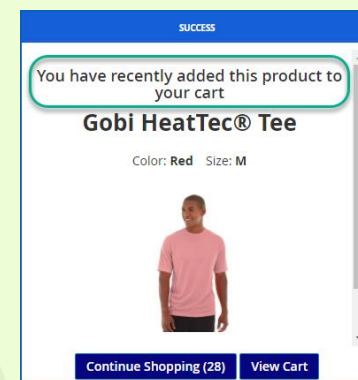 SUCCESS
You have recently added this product to
your cart
Gobi HeatTec® Tee
Color: Red Size: M
Continue Shopping (28) View Cart